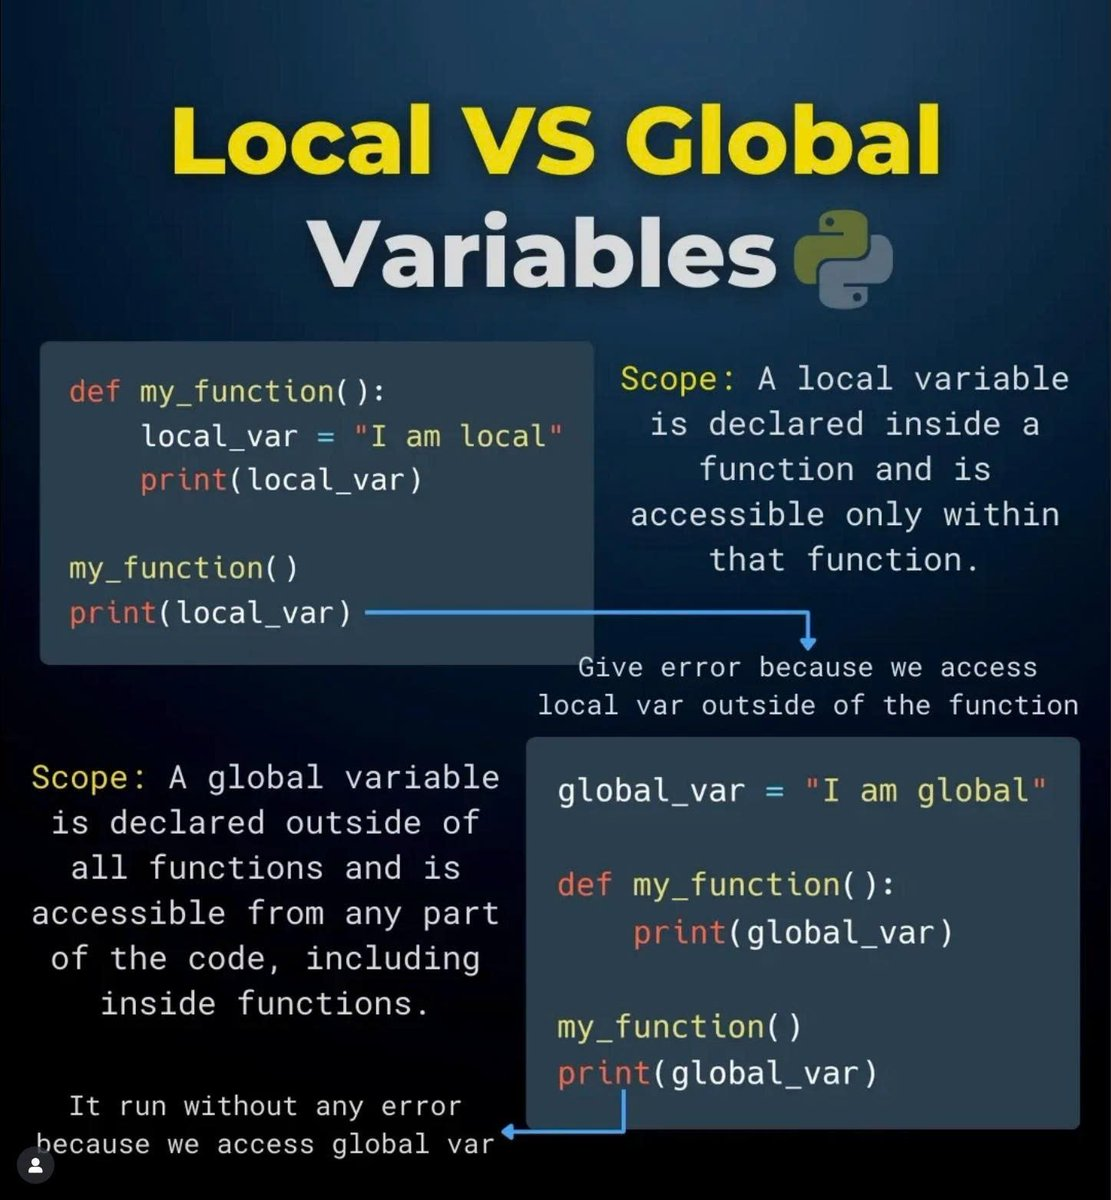 Local VS Global
Variables
def my_function():
    local_var = "I am local"
    print(local_var)
my_function()
print(local_var)
Scope: A local variable
is declared inside a
function and is
accessible only within
that function.
Give error because we access
local var outside of the function
Scope: A global variable
is declared outside of
all functions and is
accessible from any part
of the code, including
inside functions.
global_var = "I am global"
def my_function():
    print(global_var)
my_function()
print(global_var)
It run without any error
because we access global var